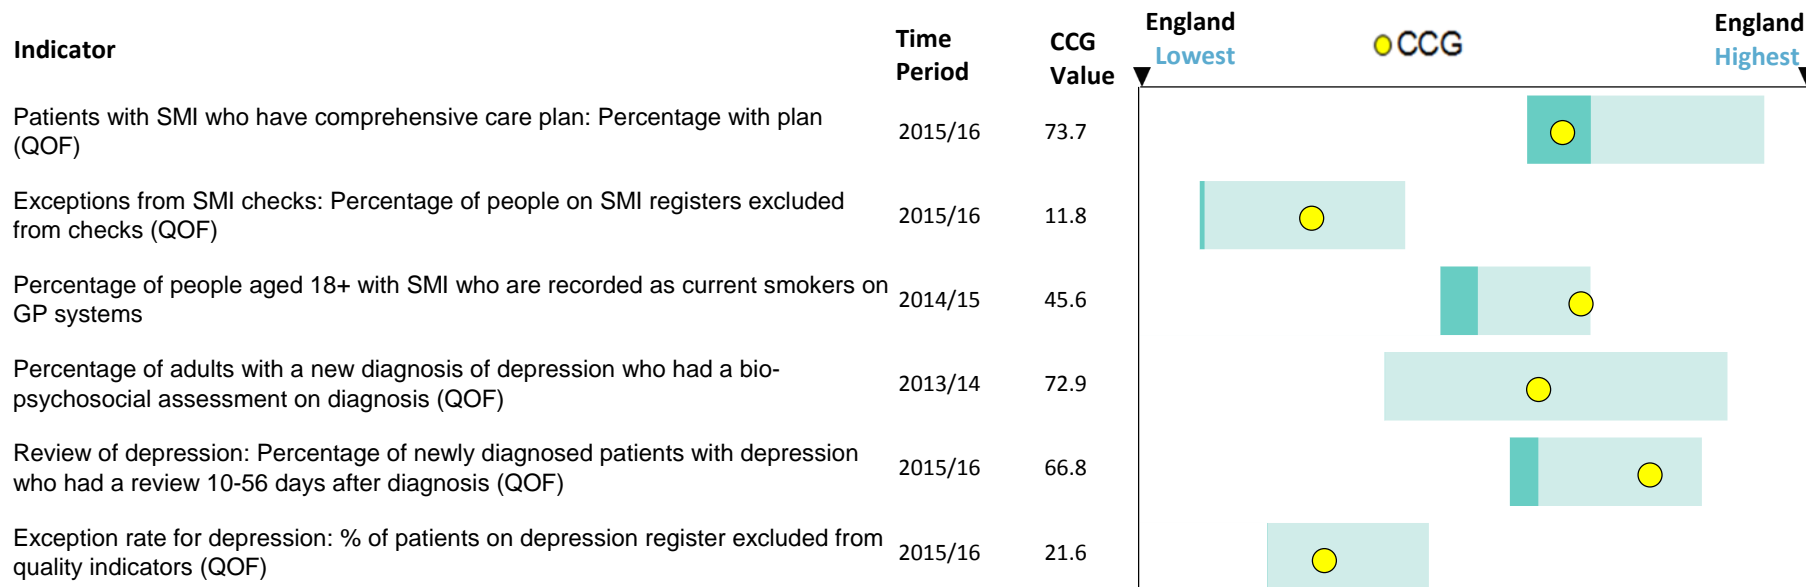 Indicator
Time
Period
CCG
Value
England
Lowest
CCG
England
Highest
Patients with SMI who have comprehensive care plan: Percentage with plan
(QOF)
2015/16
73.7
Exceptions from SMI checks: Percentage of people on SMI registers excluded
from checks (QOF)
2015/16
11.8
Percentage of people aged 18+ with SMI who are recorded as current smokers on
GP systems
2014/15
45.6
Percentage of adults with a new diagnosis of depression who had a bio-
psychosocial assessment on diagnosis (QOF)
2013/14
72.9
Review of depression: Percentage of newly diagnosed patients with depression
who had a review 10-56 days after diagnosis (QOF)
2015/16
66.8
Exception rate for depression: % of patients on depression register excluded from
quality indicators (QOF)
2015/16
21.6